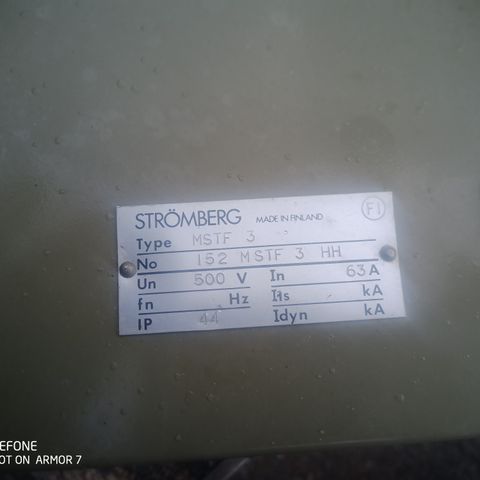 STRÖMBERG MADE IN FINLAND FI
Type MSTF 3
No 152 MSTF 3 HH
Un 500 V In 63 A
fn Hz I1s kA
IP 44 Idyn kA
EFONE
OT ON ARMOR 7